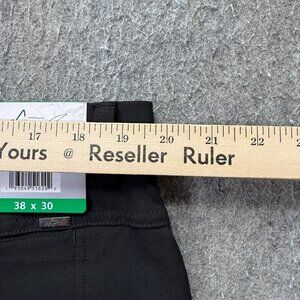 17 18 19 20 21 22
Yours @ Reseller Ruler
38 x 30